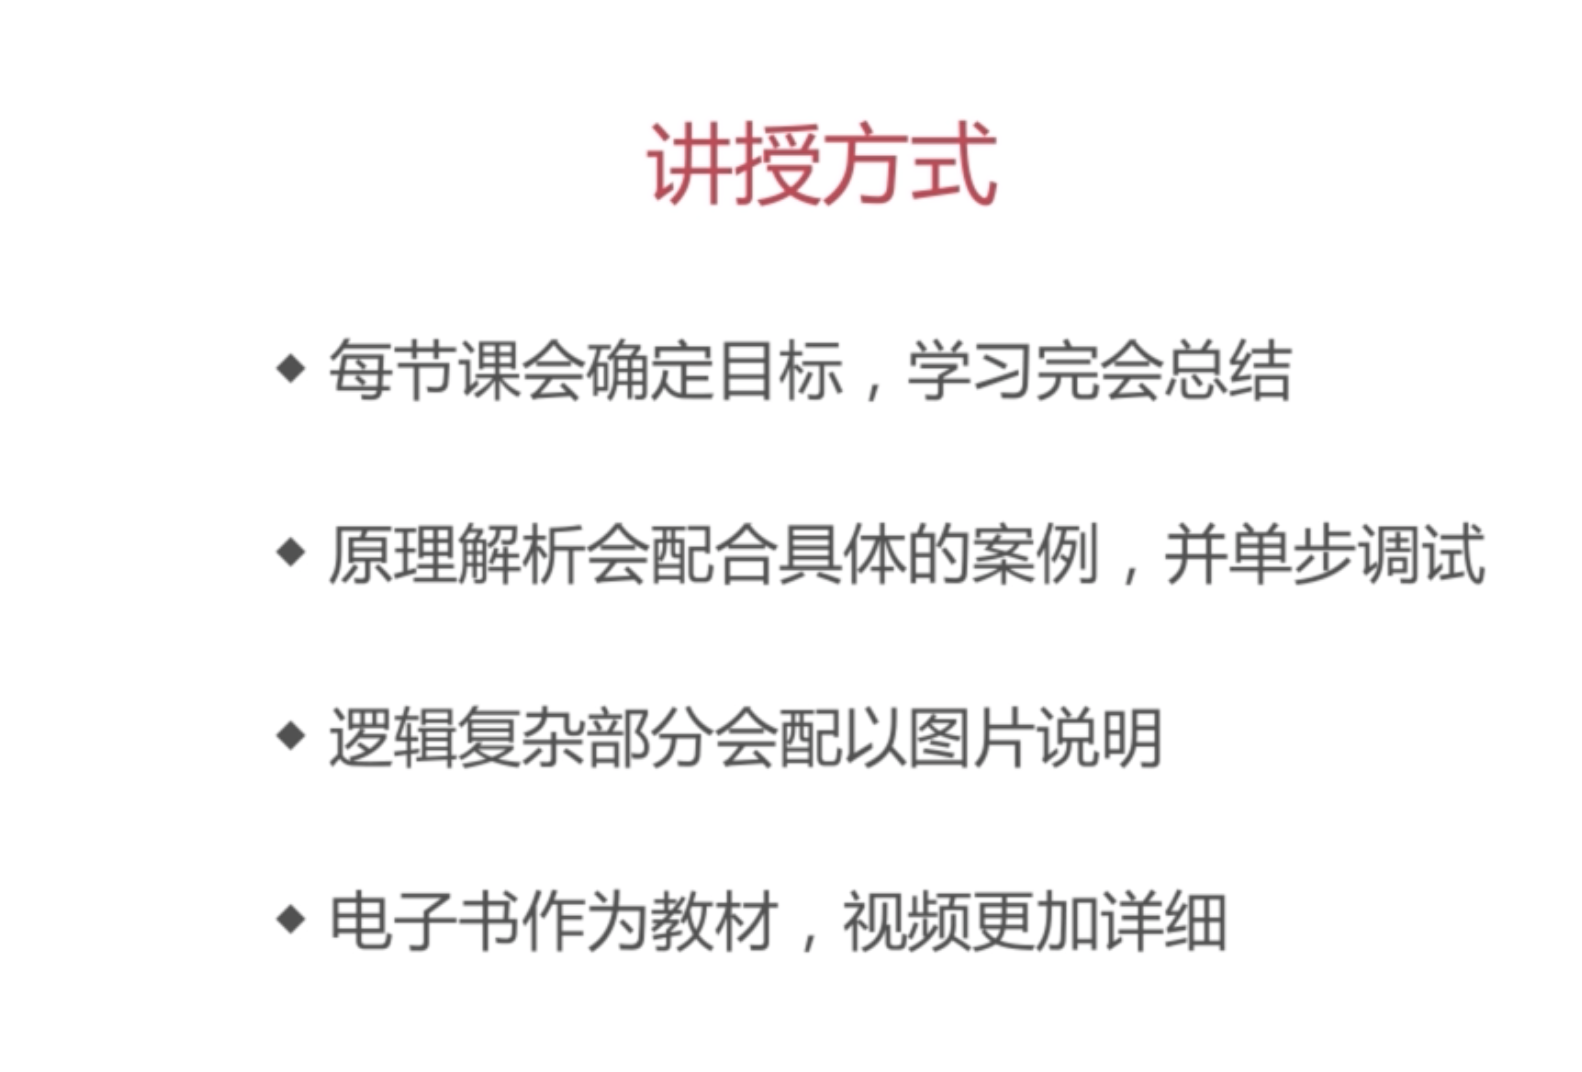 讲授方式
◆ 每节课会确定目标，学习完会总结
◆ 原理解析会配合具体的案例，并单步调试
◆ 逻辑复杂部分会配以图片说明
◆ 电子书作为教材，视频更加详细